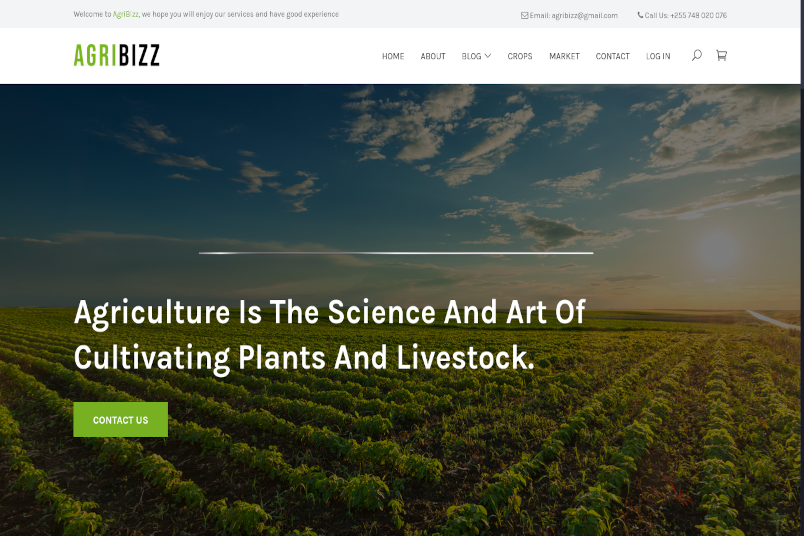 Welcome to AgriBizz, we hope you will enjoy our services and have good experience
Email: agribizz@gmail.com
Call Us: +255 748 020 076
AGRIBIZZ
HOME ABOUT BLOG CROPS MARKET CONTACT LOG IN
Agriculture Is The Science And Art Of
Cultivating Plants And Livestock.
CONTACT US